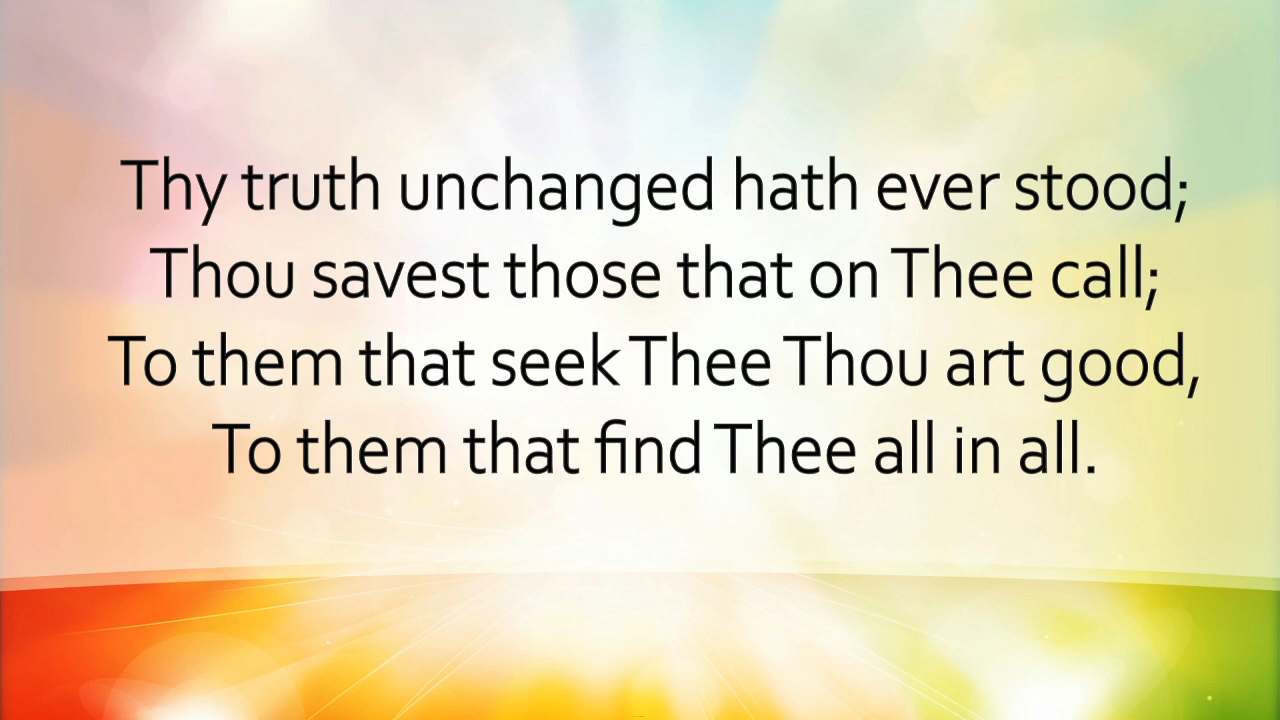 Thy truth unchanged hath ever stood;
Thou savest those that on Thee call;
To them that seek Thee Thou art good,
To them that find Thee all in all.